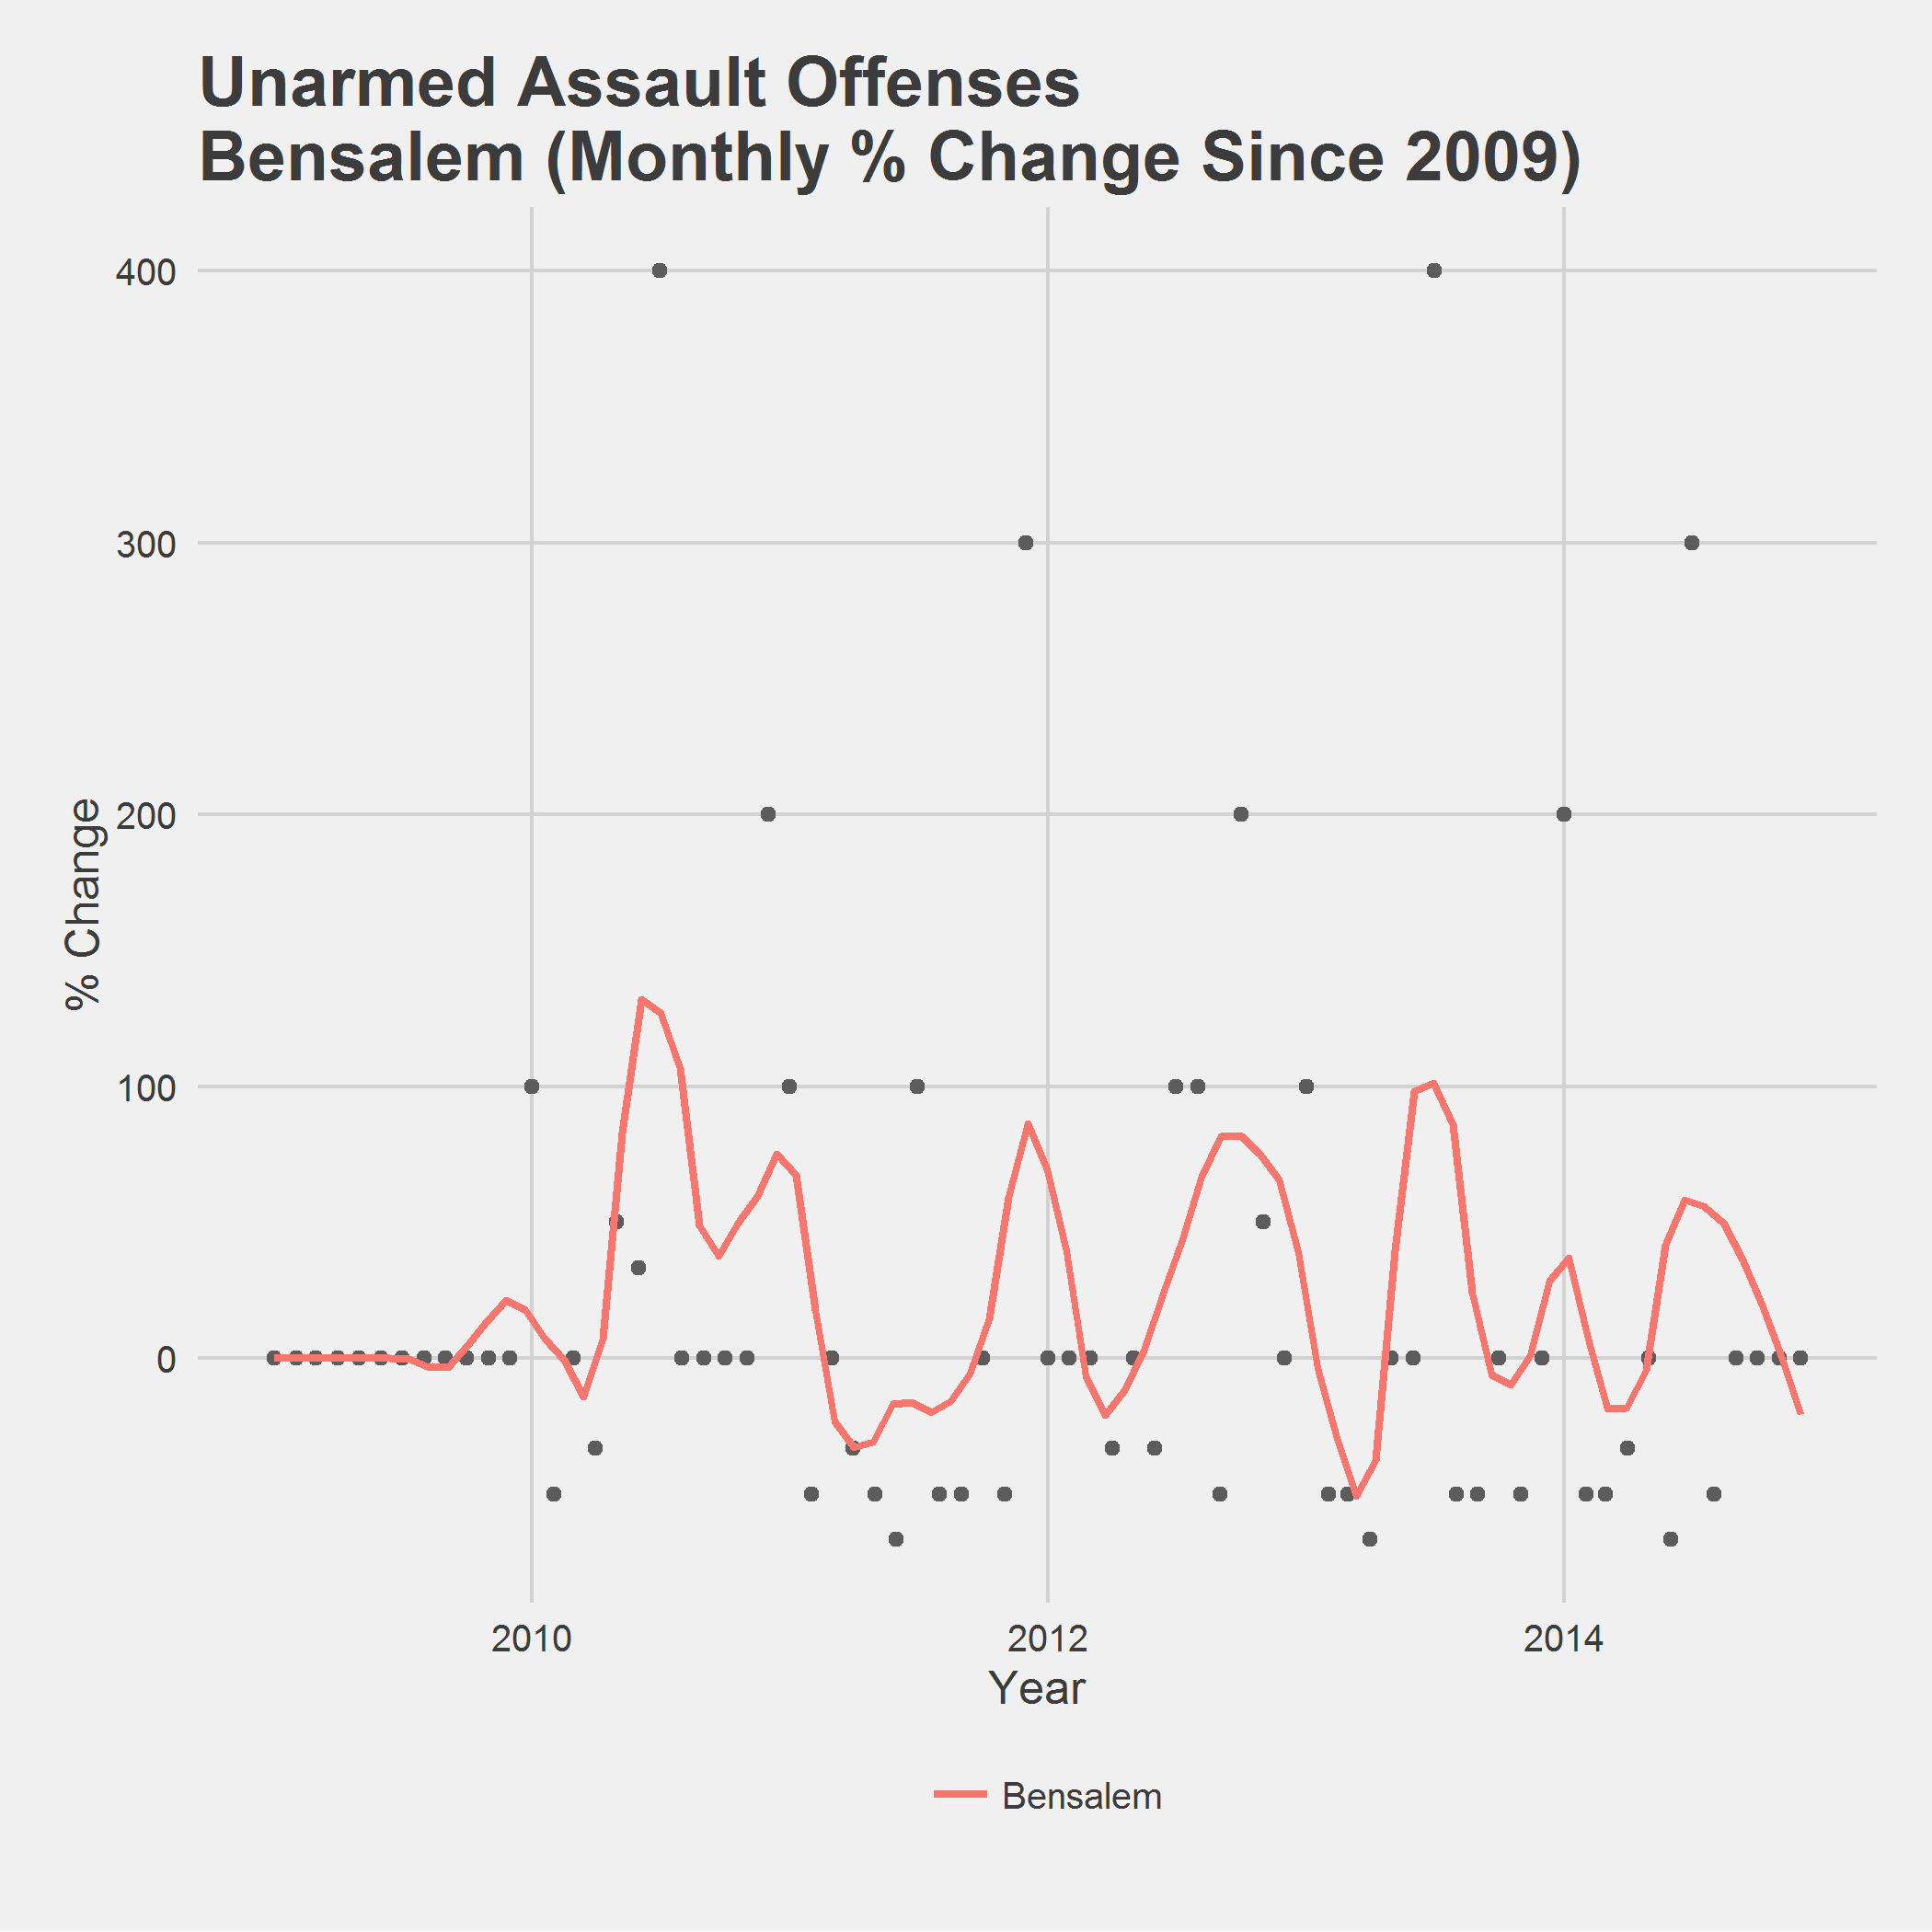 Unarmed Assault Offenses
Bensalem (Monthly % Change Since 2009)
400
300
200
100
0
% Change
2010 2012 2014
Year
Bensalem